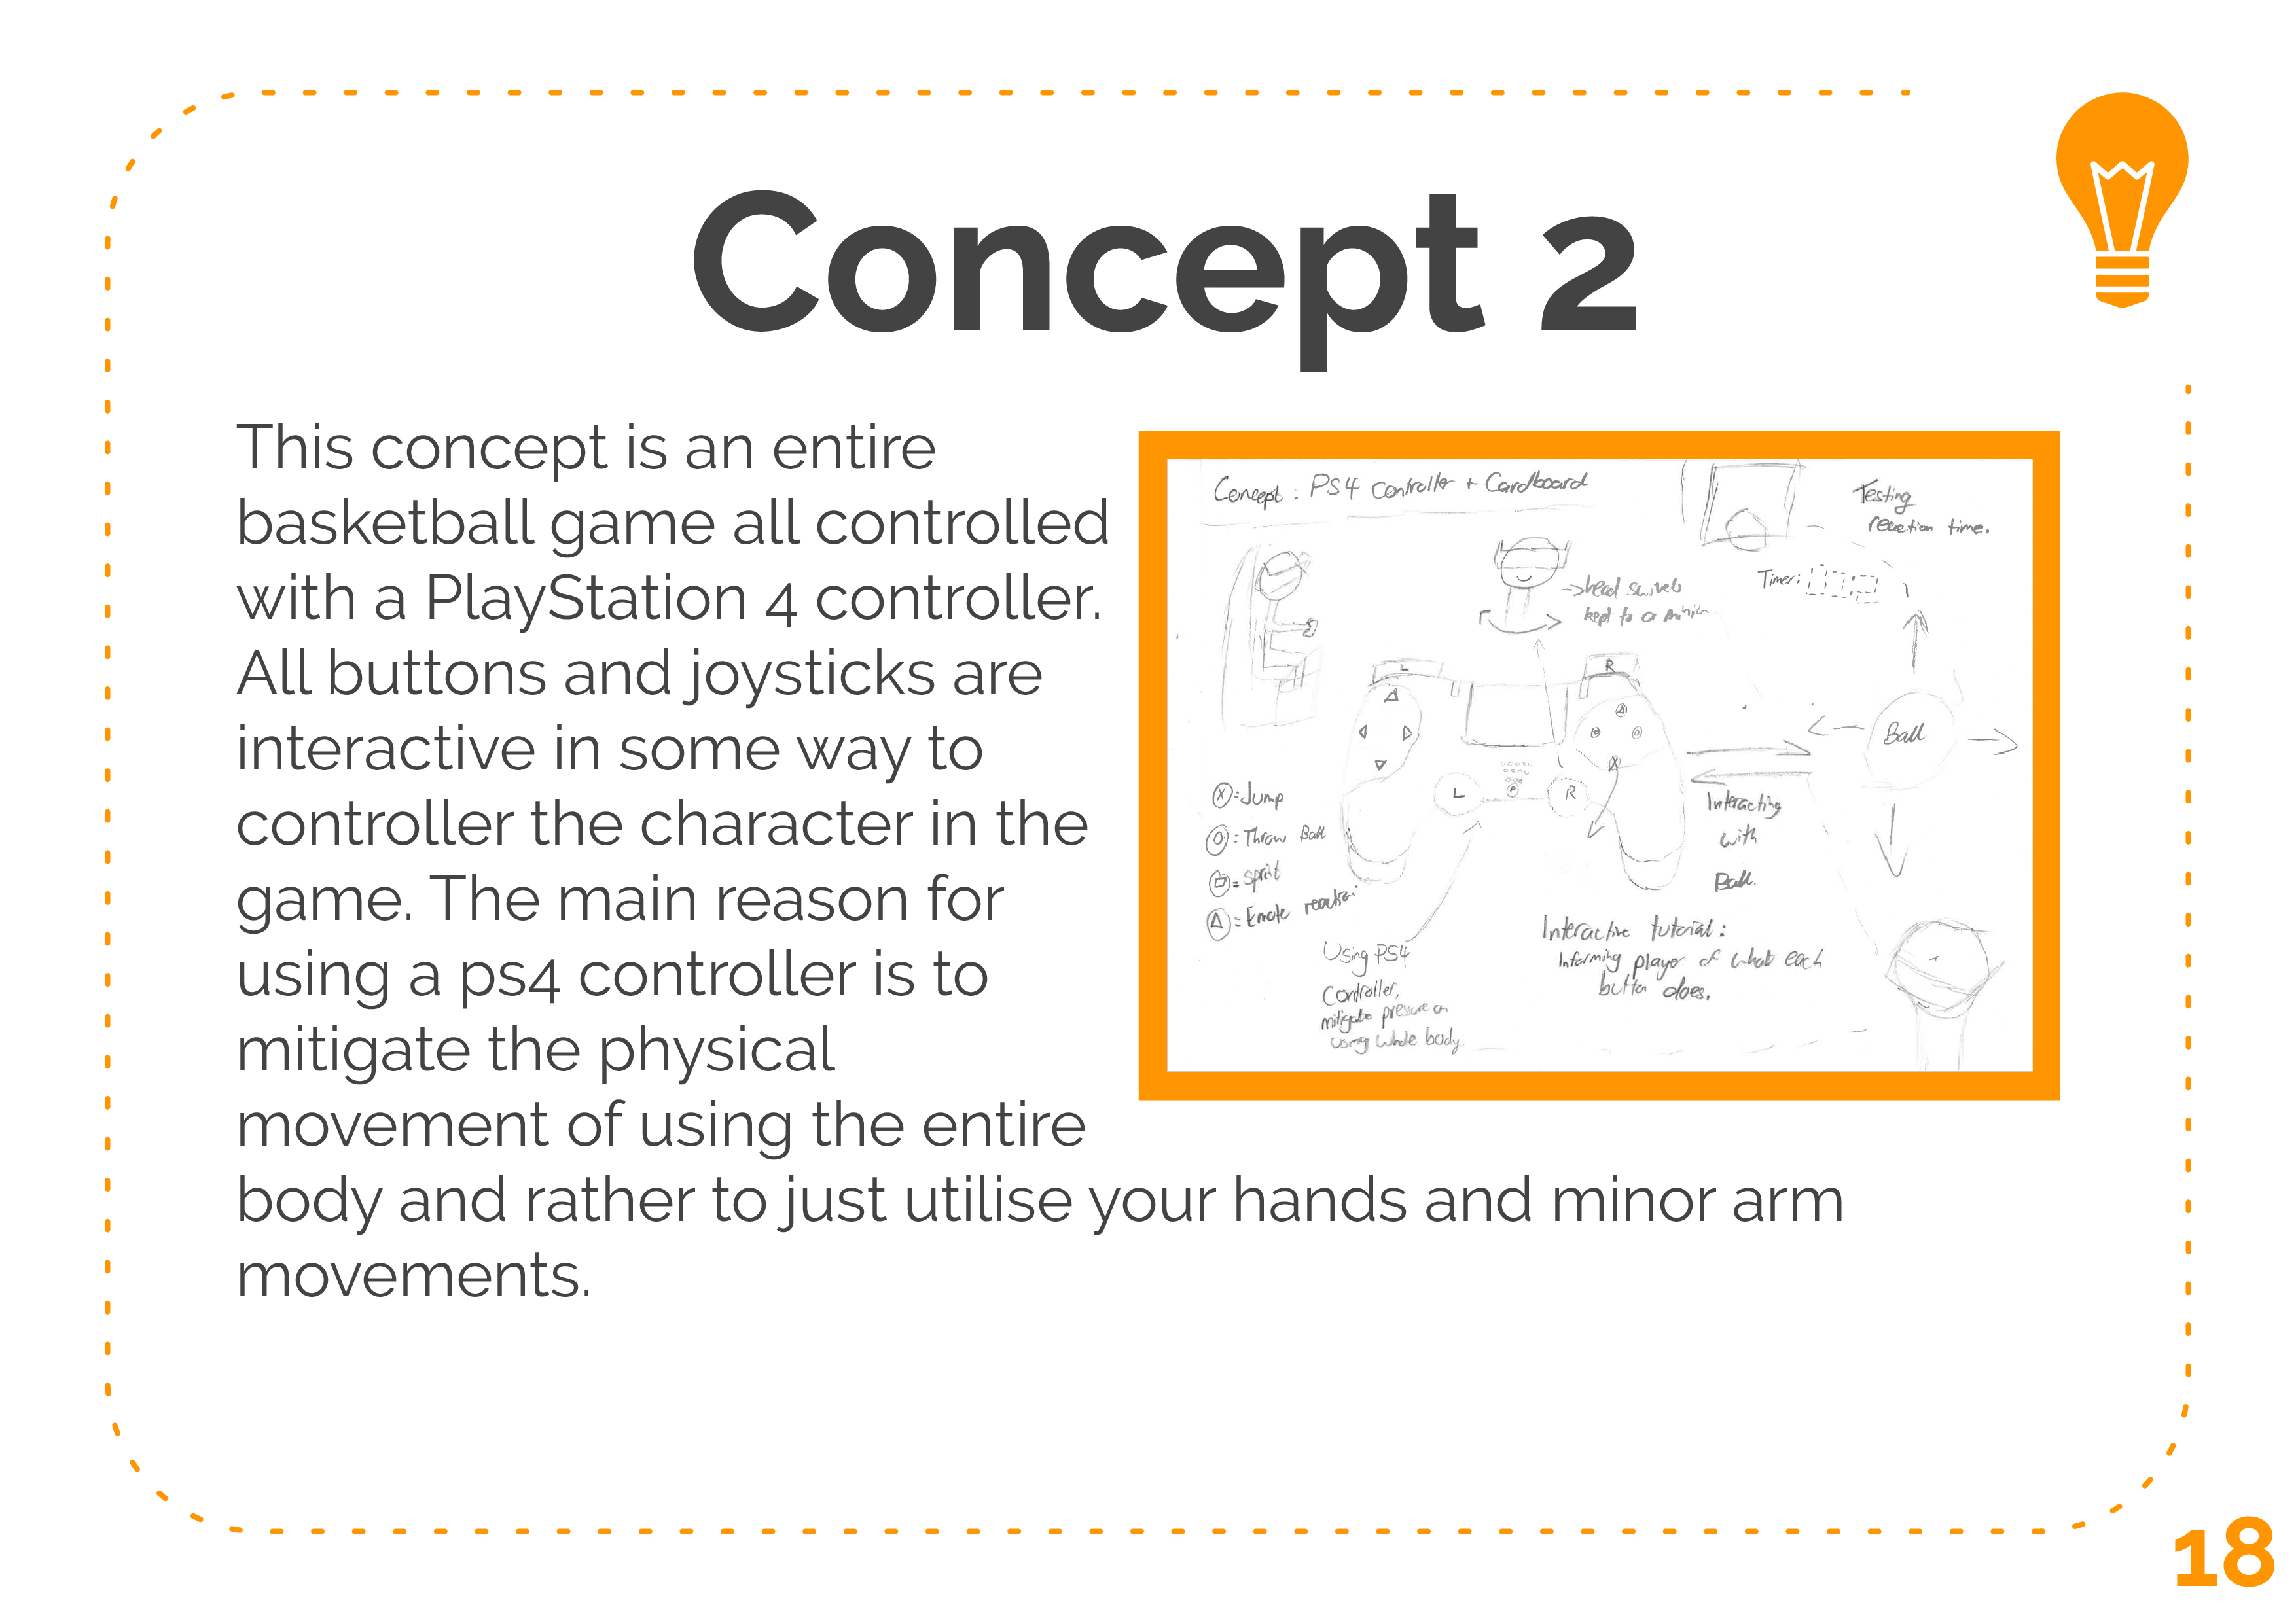 Concept 2
This concept is an entire
basketball game all controlled
with a PlayStation 4 controller.
All buttons and joysticks are
interactive in some way to
controller the character in the
game. The main reason for
using a ps4 controller is to
mitigate the physical
movement of using the entire
body and rather to just utilise your hands and minor arm
movements.
Concept: PS4 Controller + Cardboard
Testing
reaction time.
Timer:
->head swivels
kept to a
L
R
Ball
L
R
X=Jump
O=Throw Ball
=Sprint
△=Emote
Interacting
with
Ball.
Using PS4
Controller,
mitigate pressure on
using whole body
Interactive tutorial:
Informing player of what each
button does.
18